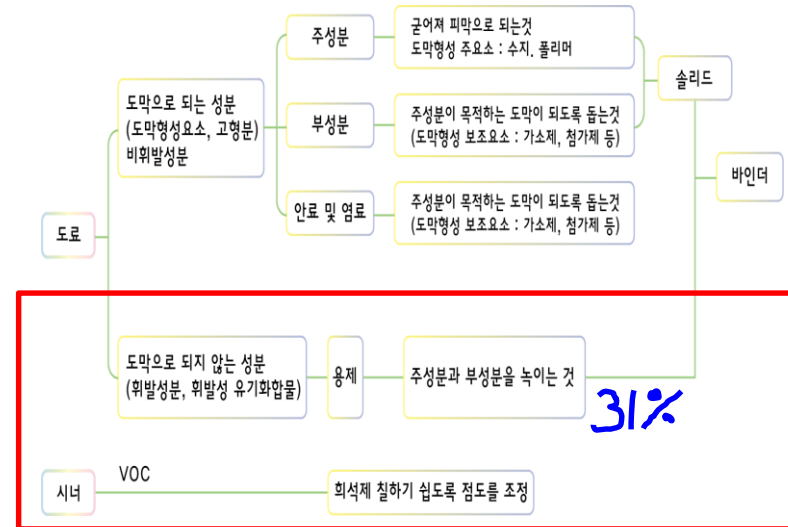 주성분
굳어져 피막으로 되는것
도막형성 주요소 : 수지. 폴리머
솔리드
도막으로 되는 성분
(도막형성요소, 고형분)
비휘발성분
부성분
주성분이 목적하는 도막이 되도록 돕는것
(도막형성 보조요소 : 가소제, 첨가제 등)
바인더
안료 및 염료
주성분이 목적하는 도막이 되도록 돕는것
(도막형성 보조요소 : 가소제, 첨가제 등)
도료
도막으로 되지 않는 성분
(휘발성분, 휘발성 유기화합물)
용제
주성분과 부성분을 녹이는 것
31%
시너
VOC
희석제 칠하기 쉽도록 점도를 조정